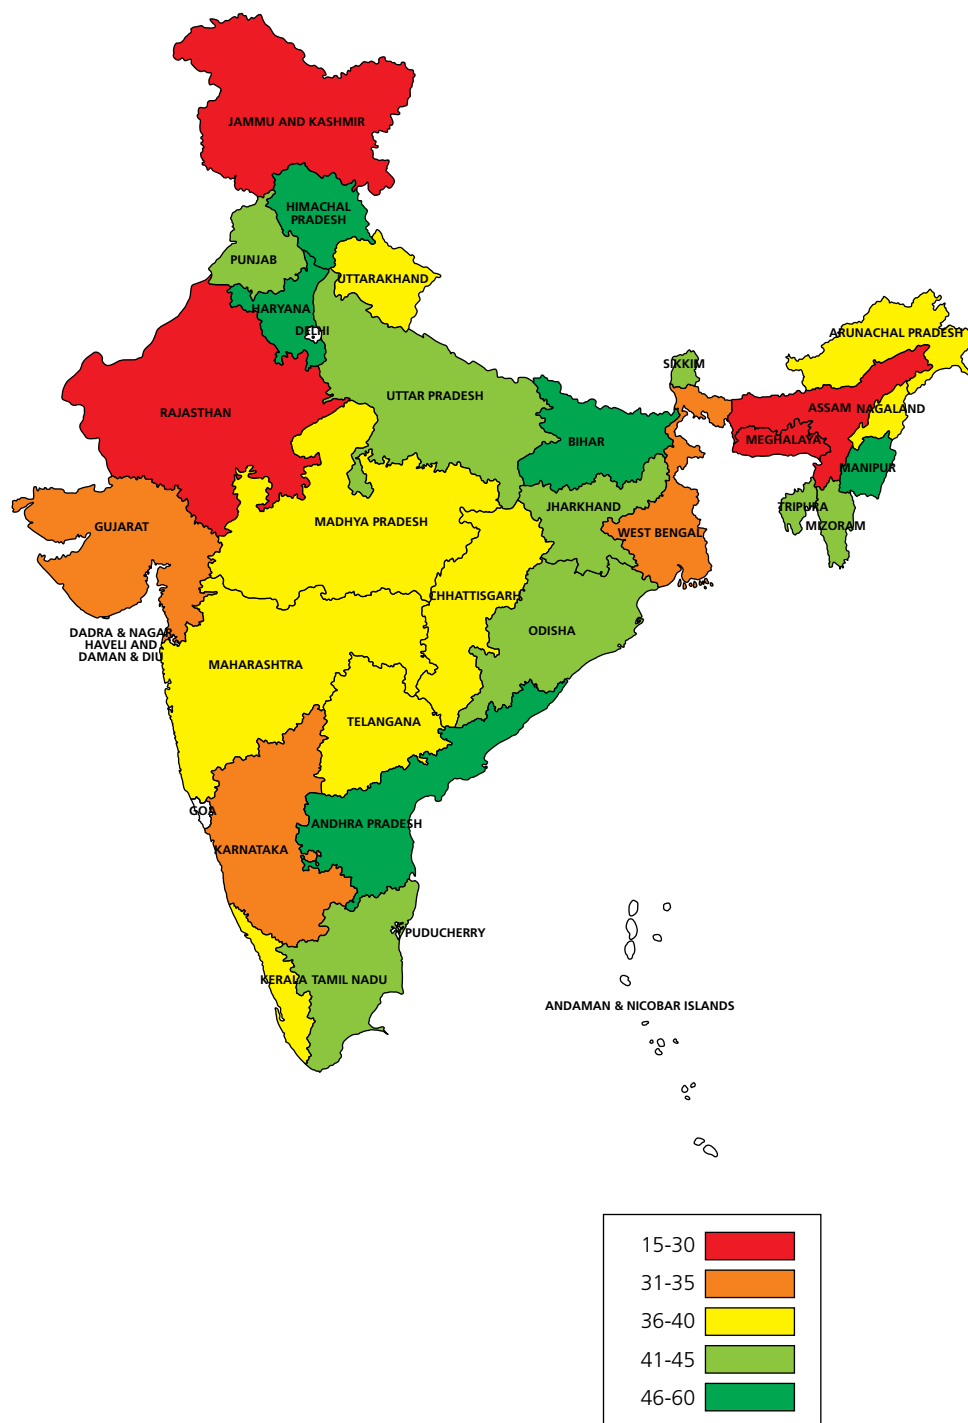 JAMMU AND KASHMIR
HIMACHAL
PRADESH
PUNJAB
UTTARAKHAND
HARYANA
DELHI
ARUNACHAL PRADESH
SIKKIM
UTTAR PRADESH
RAJASTHAN
ASSAM
NAGALAND
BIHAR
MEGHALAYA
MANIPUR
JHARKHAND
TRIPURA
GUJARAT
MADHYA PRADESH
MIZORAM
WEST BENGAL
CHHATTISGARH
DADRA & NAGAR
HAVELI AND
DAMAN & DIU
ODISHA
MAHARASHTRA
TELANGANA
GOA
ANDHRA PRADESH
KARNATAKA
PUDUCHERRY
KERALA
TAMIL NADU
ANDAMAN & NICOBAR ISLANDS
15-30
31-35
36-40
41-45
46-60